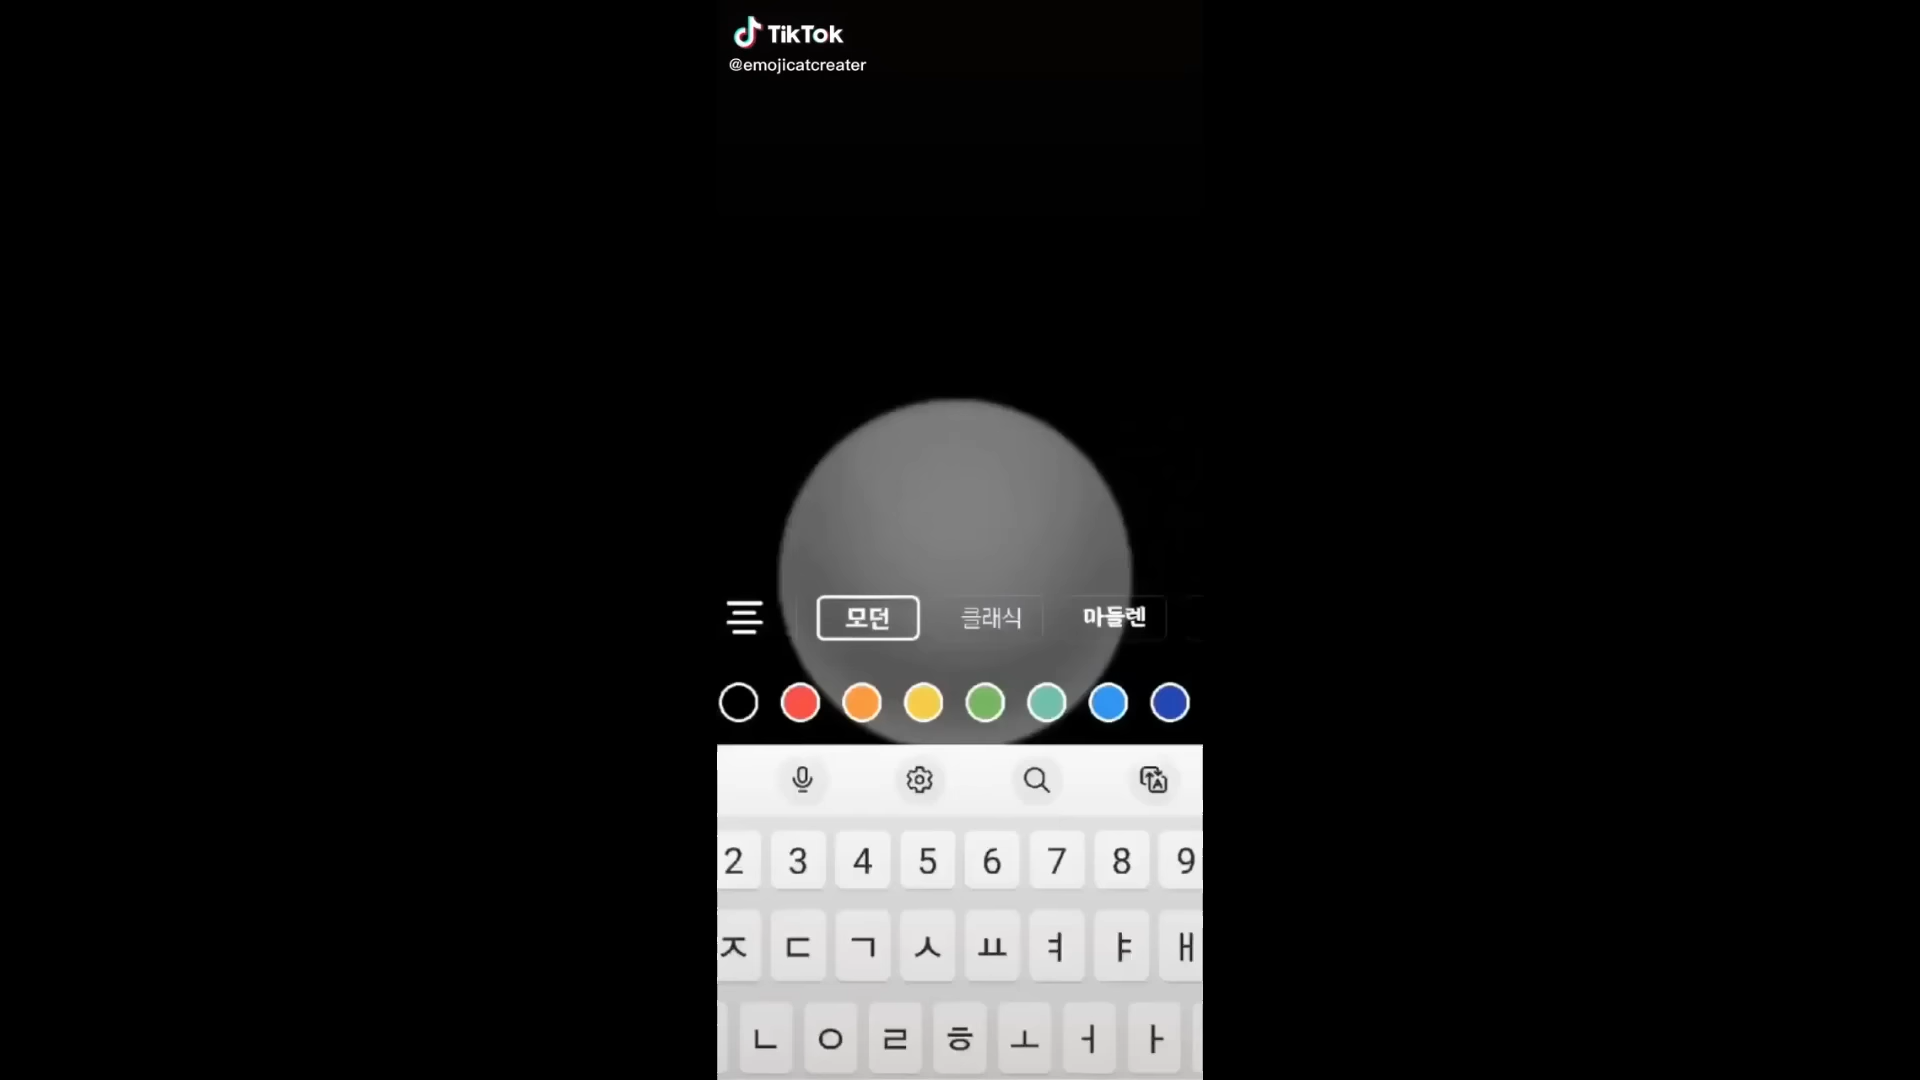 TikTok
@emojicatcreater
모던 클래식 마들렌
2 3 4 5 6 7 8 9
ㅈ ㄷ ㄱ ㅅ ㅛ ㅕ ㅑ ㅐ
ㄴ ㅇ ㄹ ㅎ ㅗ ㅓ ㅏ